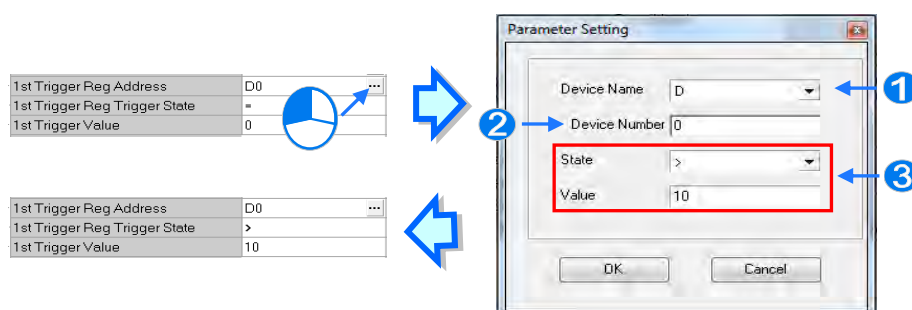 1st Trigger Reg Address D0 ...
1st Trigger Reg Trigger State =
1st Trigger Value 0
Parameter Setting
Device Name D
1
2
Device Number 0
State >
3
Value 10
OK
Cancel
1st Trigger Reg Address D0 ...
1st Trigger Reg Trigger State >
1st Trigger Value 10